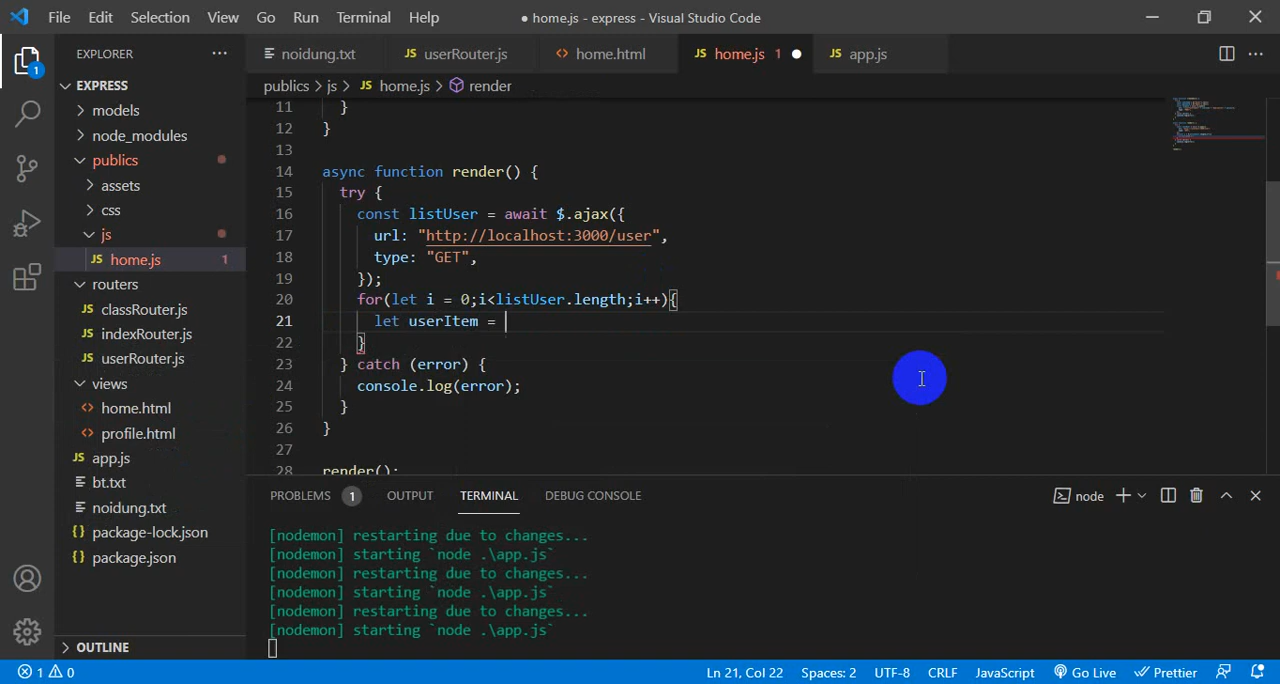 File Edit Selection View Go Run Terminal Help
● home.js - express - Visual Studio Code
EXPLORER
noidung.txt
JS userRouter.js
<> home.html
JS home.js 1 ●
JS app.js
publics > js > JS home.js > render
EXPRESS
models
node_modules
publics
assets
css
js
JS home.js 1
routers
JS classRouter.js
JS indexRouter.js
JS userRouter.js
views
<> home.html
<> profile.html
JS app.js
bt.txt
noidung.txt
{} package-lock.json
{} package.json
OUTLINE
1
11 }
12 }
13
14 async function render() {
15 try {
16 const listUser = await $.ajax({
17 url: "http://localhost:3000/user",
18 type: "GET",
19 });
20 for(let i = 0;i<listUser.length;i++){
21 let userItem =
22 }
23 } catch (error) {
24 console.log(error);
25 }
26 }
27
28 render();
PROBLEMS 1 OUTPUT TERMINAL DEBUG CONSOLE
node
[nodemon] restarting due to changes...
[nodemon] starting `node .\app.js`
[nodemon] restarting due to changes...
[nodemon] starting `node .\app.js`
[nodemon] restarting due to changes...
[nodemon] starting `node .\app.js`
1 0
Ln 21, Col 22 Spaces: 2 UTF-8 CRLF JavaScript Go Live Prettier